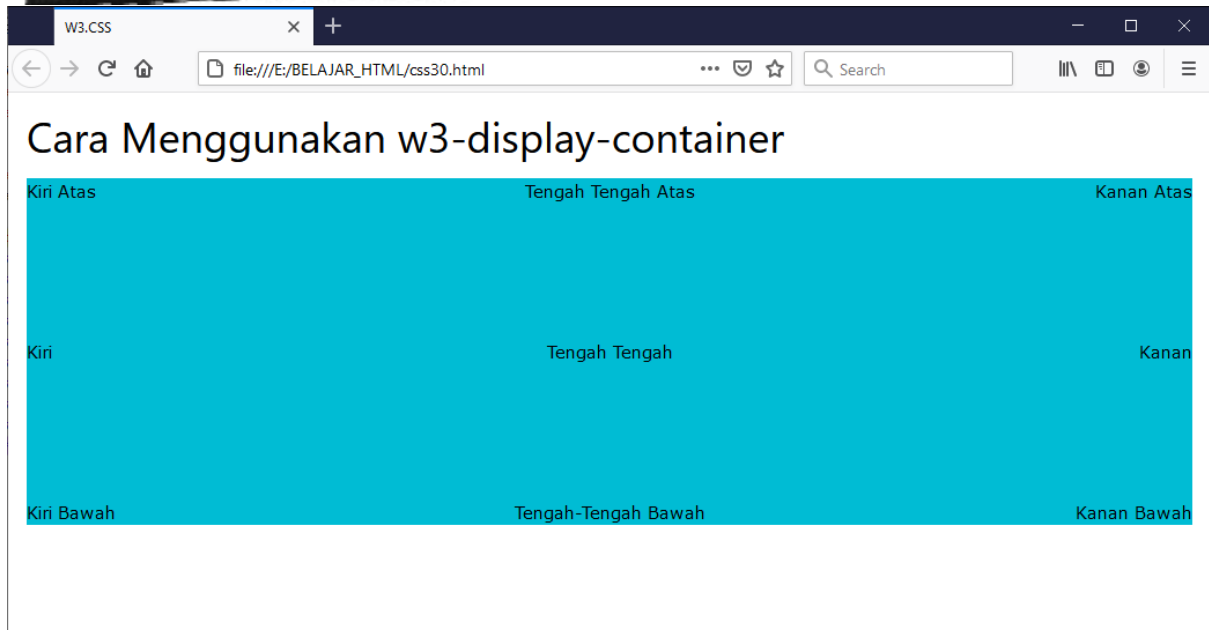 W3.CSS
file:///E:/BELAJAR_HTML/css30.html
Search
Cara Menggunakan w3-display-container
Kiri Atas Tengah Tengah Atas Kanan Atas
Kiri Tengah Tengah Kanan
Kiri Bawah Tengah-Tengah Bawah Kanan Bawah